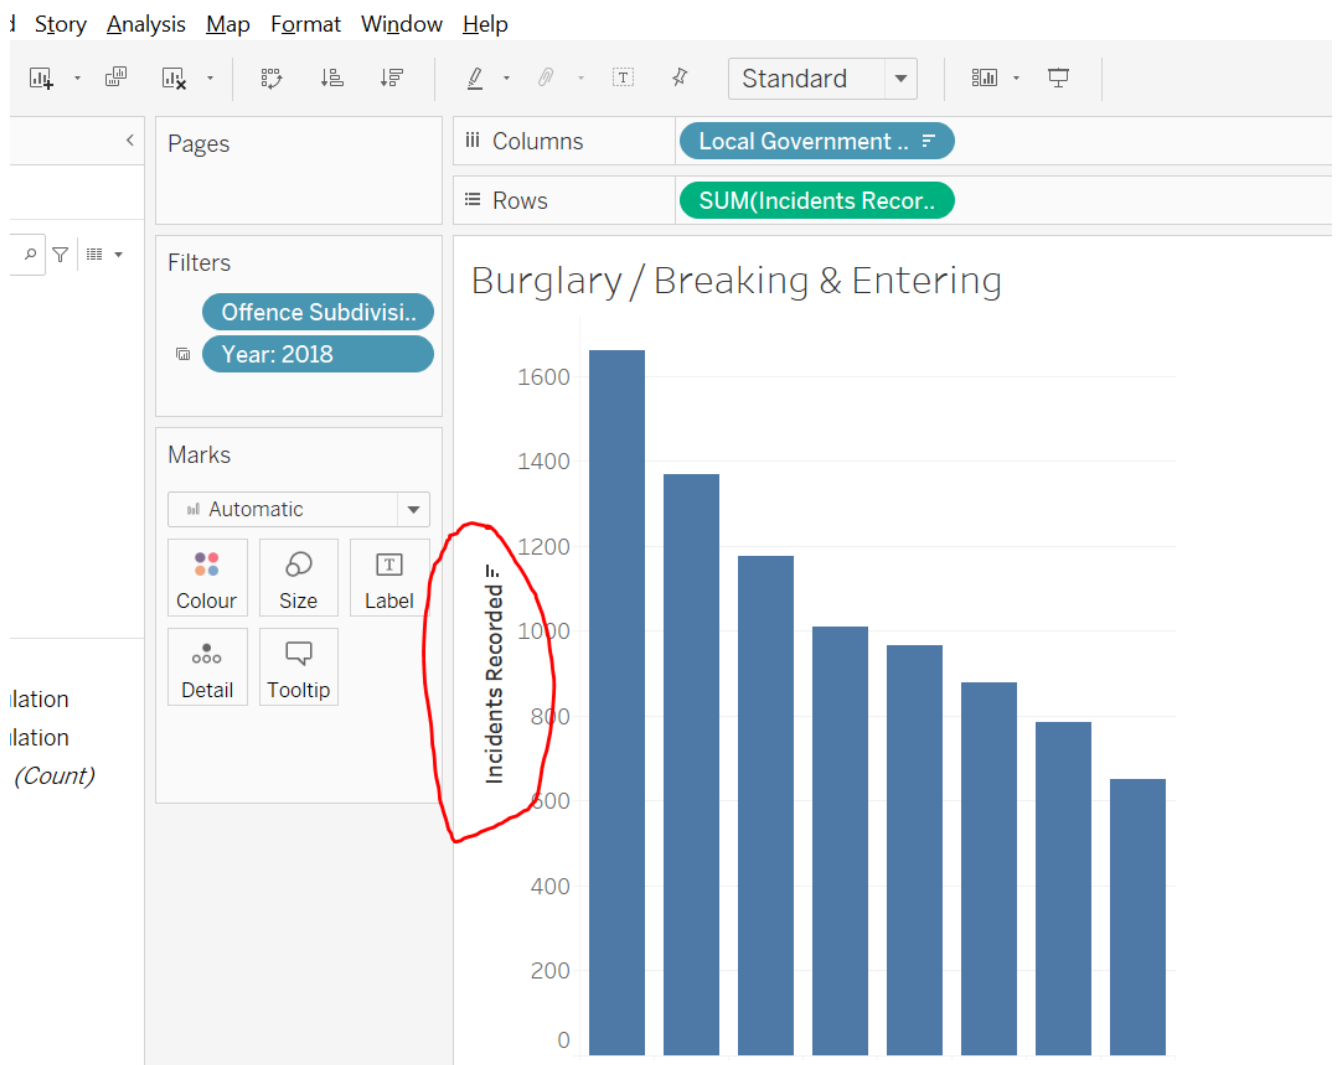 Story Analysis Map Format Window Help
Standard
Pages
Columns
Local Government ..
Rows
SUM(Incidents Recor..
Filters
Offence Subdivisi..
Year: 2018
Burglary / Breaking & Entering
Marks
Automatic
Colour
Size
Label
Detail
Tooltip
Incidents Recorded
1600
1400
1200
1000
800
600
400
200
0
(Count)